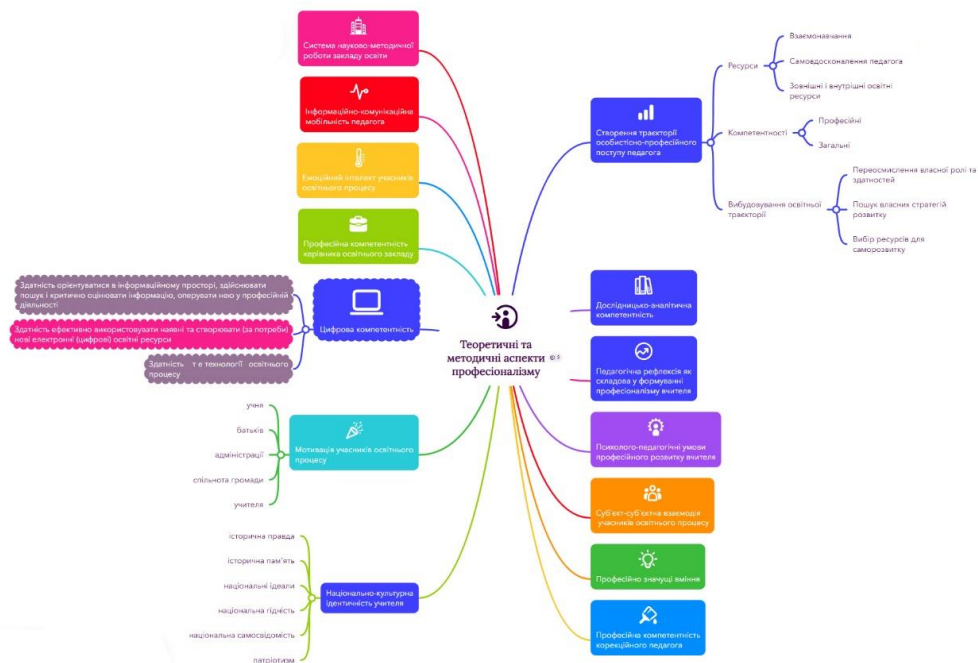 Система науково-методичної
роботи закладу освіти
Інформаційно-комунікаційна
мобільність педагога
Емоційний інтелект учасників
освітнього процесу
Професійна компетентність
керівника освітнього закладу
Здатність орієнтуватися в інформаційному просторі, здійснювати
пошук і критично оцінювати інформацію, оперувати нею у професійній
діяльності
Здатність ефективно використовувати наявні та створювати (за потреби)
нові електронні (цифрові) освітні ресурси
Здатність т е технології освітнього
процесу
Цифрова компетентність
учня
батьків
адміністрації
спільнота громади
учителя
Мотивація учасників освітнього
процесу
історична правда
історична пам'ять
національні ідеали
національна гідність
національна самосвідомість
патріотизм
Національно-культурна
ідентичність учителя
Теоретичні та
методичні аспекти
професіоналізму
Створення траєкторії
особистісно-професійного
поступу педагога
Ресурси
Взаємонавчання
Самовдосконалення педагога
Зовнішні і внутрішні освітні
ресурси
Компетентності
Професійні
Загальні
Вибудовування освітньої
траєкторії
Переосмислення власної ролі та
здатностей
Пошук власних стратегій
розвитку
Вибір ресурсів для
саморозвитку
Дослідницько-аналітична
компетентність
Педагогічна рефлексія як
складова у формуванні
професіоналізму вчителя
Психолого-педагогічні умови
професійного розвитку вчителя
Суб'єкт-суб'єктна взаємодія
учасників освітнього процесу
Професійно значущі вміння
Професійна компетентність
корекційного педагога